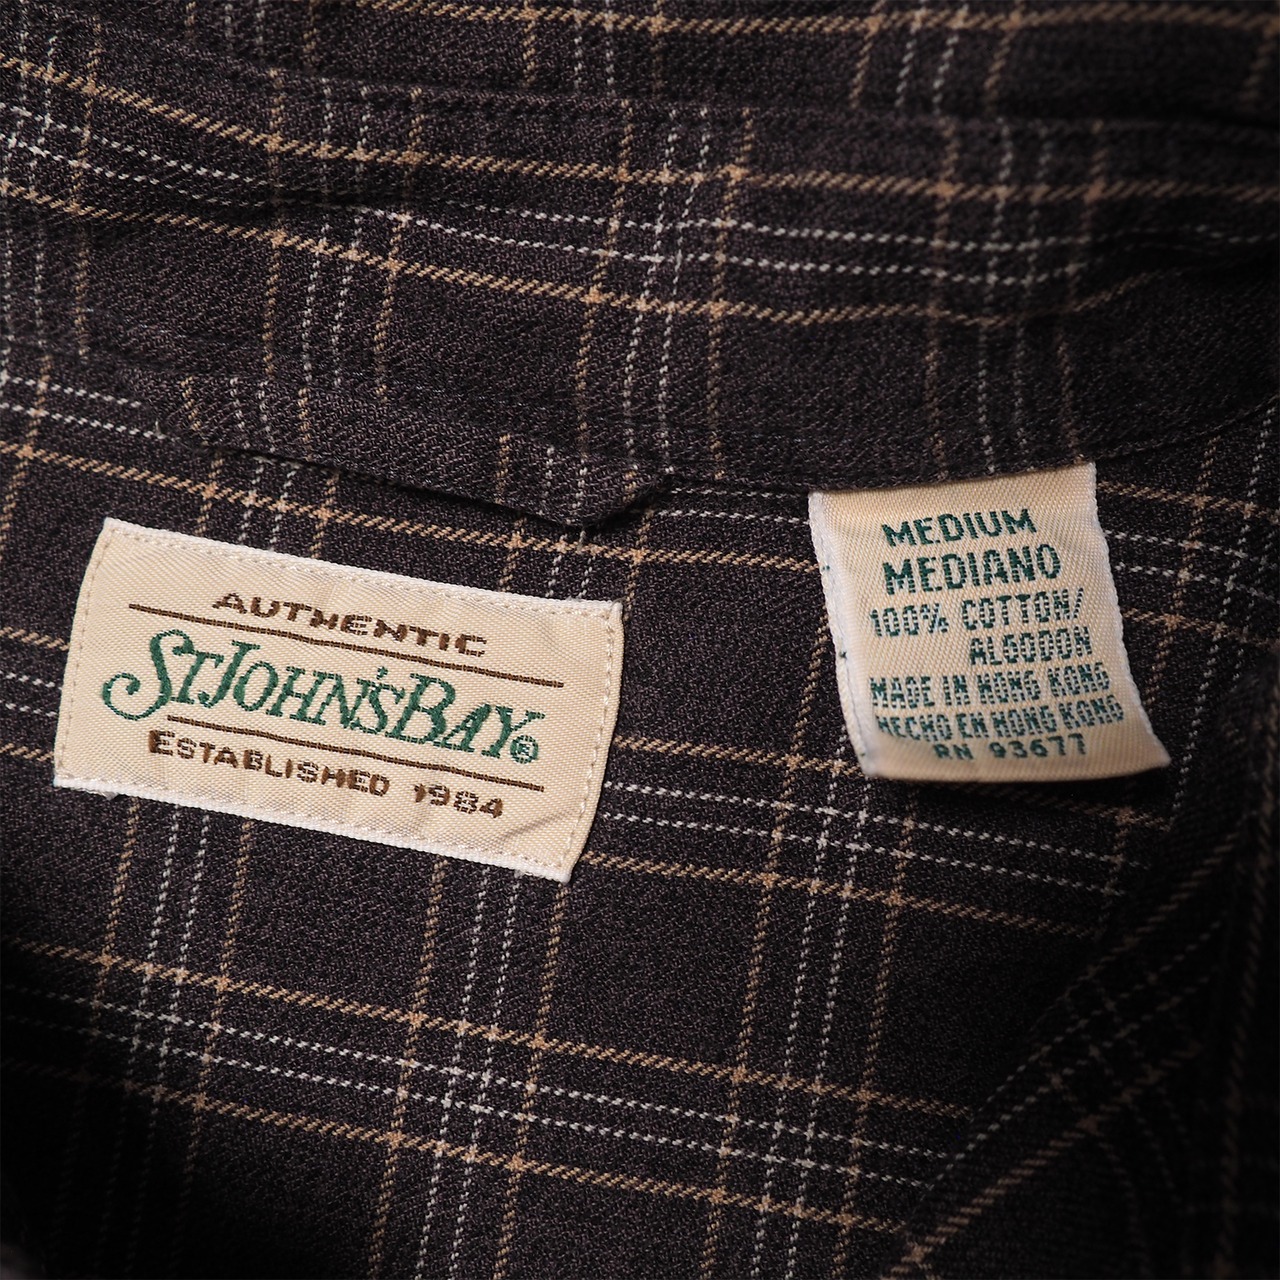 AUTHENTIC
ST JOHN'S BAY®
ESTABLISHED 1984
MEDIUM
MEDIANO
100% COTTON/
ALGODON
MADE IN HONG KONG
HECHO EN HONG KONG
RN 93677